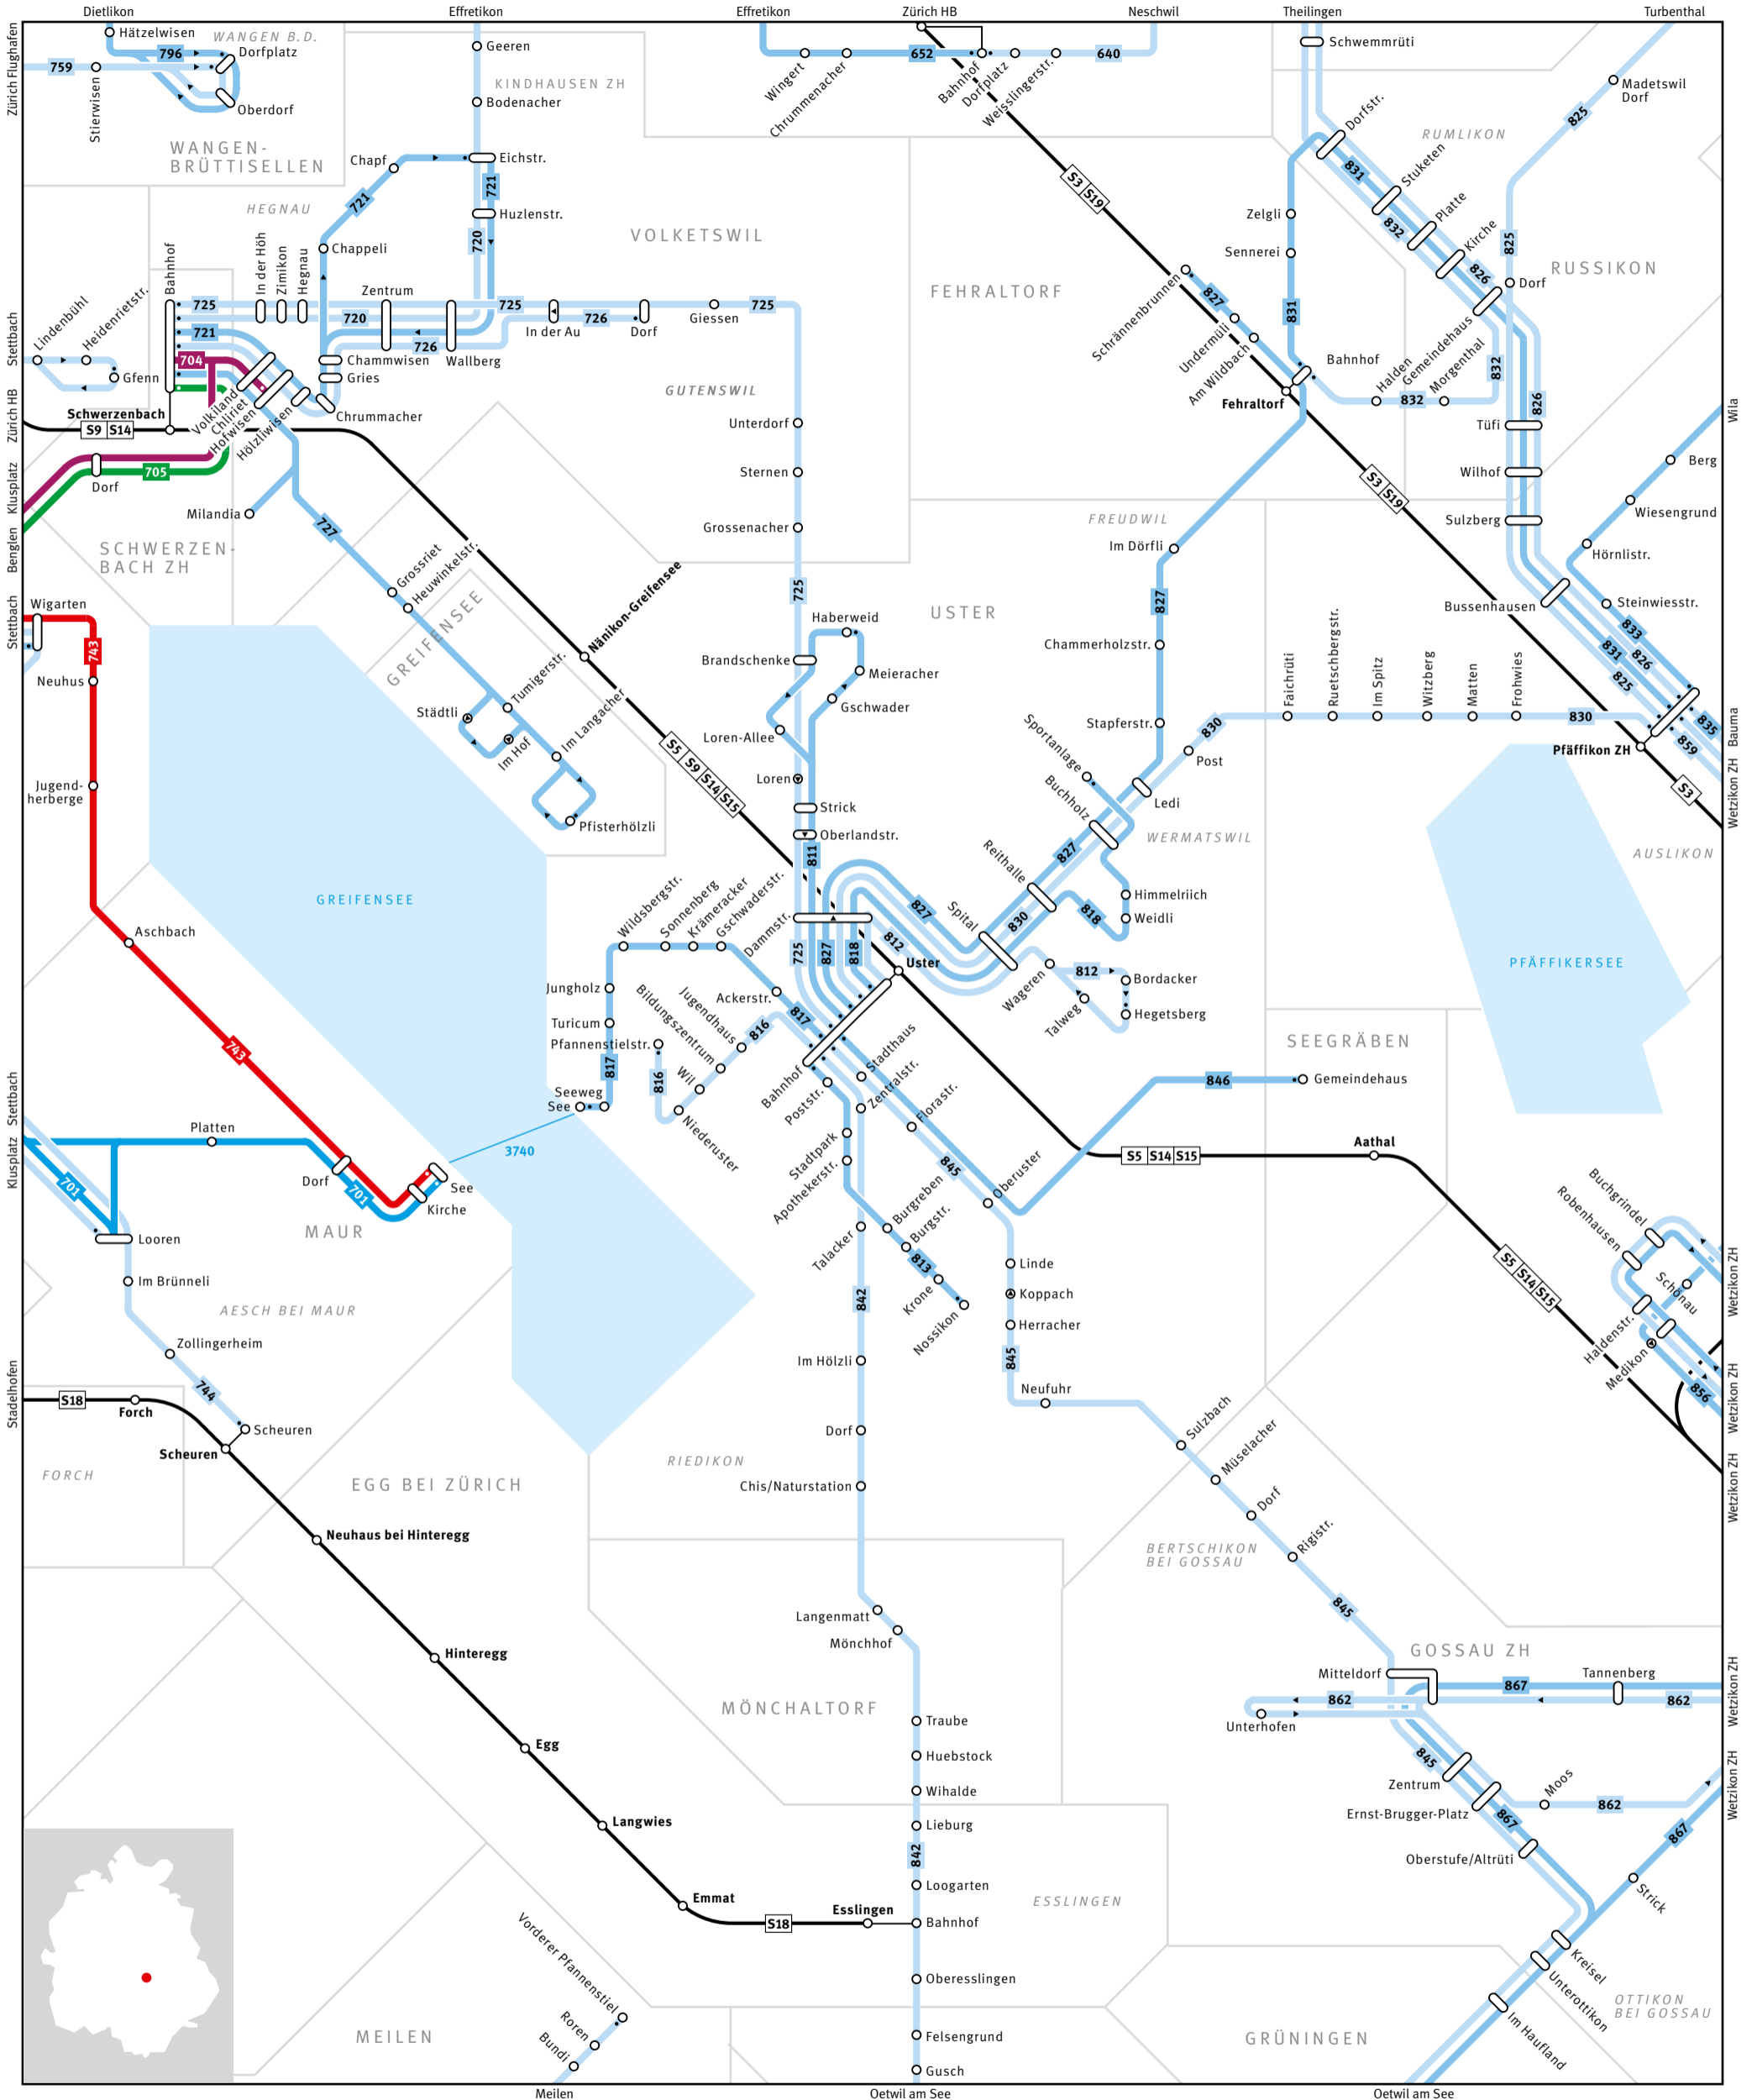 Dietlikon
Effretikon
Effretikon
Zürich HB
Neschwil
Theilingen
Turbenthal
Zürich Flughafen
Hätzelwisen
WANGEN B.D.
796
Dorfplatz
759
Stierwisen
Oberdorf
WANGEN-
BRÜTTISELLEN
Geeren
KINDHAUSEN ZH
Bodenacher
Chapf
Eichstr.
721
721
Huzlenstr.
720
HEGNAU
Chappeli
VOLKETSWIL
Wingert
Chrummenacher
652
Bahnhof
Dorfplatz
Weisslingerstr.
640
S3 S19
Schwemmrüti
Dorfstr.
RUMLIKON
825
Madetswil
Dorf
831
Stuketen
832
Platte
Kirche
826
825
RUSSIKON
Dorf
Zelgli
Sennerei
831
FEHRALTORF
Schrännenbrunnen
827
Undermüli
Am Wildbach
Bahnhof
Fehraltorf
Halden
Gemeindehaus
Morgenthal
832
832
826
Tüfi
Wilhof
Sulzberg
S3 S19
Wila
Berg
Wiesengrund
Hörnlistr.
Bussenhausen
Steinwiesstr.
833
826
831
825
835
859
Pfäffikon ZH
S3
Bauma
Wetzikon ZH
Stettbach
Lindenbühl
Heidenrietstr.
Gfenn
Bahnhof
In der Höh
Zimikon
Hegnau
725
720
721
704
Zentrum
725
726
726
In der Au
Dorf
Giessen
725
Chammwisen
Wallberg
Gries
Chrummacher
Volkiland
Chliriet
Hofwisen
Hölzliwisen
Zürich HB
Schwerzenbach
S9 S14
Klusplatz
Dorf
705
Benglen
Milandia
SCHWERZEN-
BACH ZH
727
GUTENSWIL
Unterdorf
Sternen
Grossenacher
725
Grossriet
Heuwinkelstr.
GREIFENSEE
Nänikon-Greifensee
Städtli
Tumigerstr.
Im Hof
Im Langacher
Pfisterhölzli
S5 S9 S14 S15
FREUDWIL
Im Dörfli
827
USTER
Chammerholzstr.
Stapferstr.
Haberweid
Brandschenke
Meieracher
Gschwader
Loren-Allee
Loren
Strick
Oberlandstr.
811
Sportanlage
Buchholz
Post
830
Ledi
WERMATSWIL
Faichrüti
Ruetschbergstr.
Im Spitz
Witzberg
Matten
Frohwies
830
Reithalle
827
Himmelriich
Weidli
818
830
Spital
827
812
Wageren
812
Bordacker
Talweg
Hegetsberg
AUSLIKON
PFÄFFIKERSEE
SEEGRÄBEN
Stettbach
Wigarten
743
Neuhus
Jugend-
herberge
GREIFENSEE
Aschbach
743
Wildsbergstr.
Sonnenberg
Krämeracker
Gschwaderstr.
Dammstr.
725
827
818
Uster
Jungholz
Turicum
817
Ackerstr.
817
Bildungszentrum
Jugendhaus
816
Pfannenstielstr.
816
Wil
Niederuster
Seeweg
See
3740
Bahnhof
Poststr.
Stadthaus
Zentralstr.
Florastr.
Stadtpark
Apothekerstr.
845
Oberuster
846
Gemeindehaus
S5 S14 S15
Aathal
Talacker
Burgreben
Burgstr.
813
Krone
Nossikon
842
Linde
Koppach
Herracher
845
Neufuhr
Stettbach
Klusplatz
Platten
701
Dorf
701
See
Kirche
MAUR
Looren
Im Brünneli
AESCH BEI MAUR
Zollingerheim
744
Scheuren
Stadelhofen
S18
Forch
Scheuren
FORCH
EGG BEI ZÜRICH
Neuhaus bei Hinteregg
Hinteregg
Egg
Langwies
Emmat
S18
Esslingen
Im Hölzli
Dorf
RIEDIKON
Chis/Naturstation
Langenmatt
Mönchhof
MÖNCHALTORF
Traube
Huebstock
Wihalde
Lieburg
842
Loogarten
ESSLINGEN
Bahnhof
Oberesslingen
Felsengrund
Gusch
Sulzbach
Müselacher
Dorf
Rigistr.
BERTSCHIKON
BEI GOSSAU
845
S5 S14 S15
Buchgrindel
Robenhausen
Schönau
Haldenstr.
Medikon
856
Wetzikon ZH
Wetzikon ZH
Wetzikon ZH
GOSSAU ZH
Mitteldorf
867
Tannenberg
862
862
Unterhofen
Wetzikon ZH
845
Zentrum
Ernst-Brugger-Platz
Moos
862
867
Oberstufe/Altrüti
867
Wetzikon ZH
Strick
Kreisel
Unterottikon
Im Haufland
OTTIKON
BEI GOSSAU
GRÜNINGEN
MEILEN
Vorderer Pfannenstiel
Roren
Bundi
Meilen
Oetwil am See
Oetwil am See